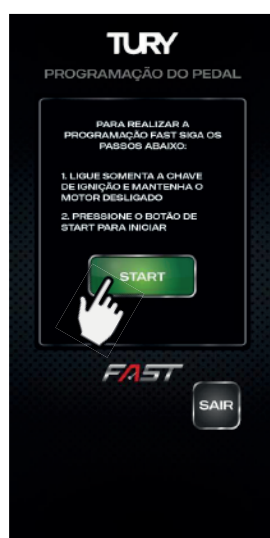 TURY
PROGRAMAÇÃO DO PEDAL
PARA REALIZAR A
PROGRAMAÇÃO FAST SIGA OS
PASSOS ABAIXO:
1. LIGUE SOMENTA A CHAVE
DE IGNIÇÃO E MANTENHA O
MOTOR DESLIGADO
2. PRESSIONE O BOTÃO DE
START PARA INICIAR
START
FAST
SAIR